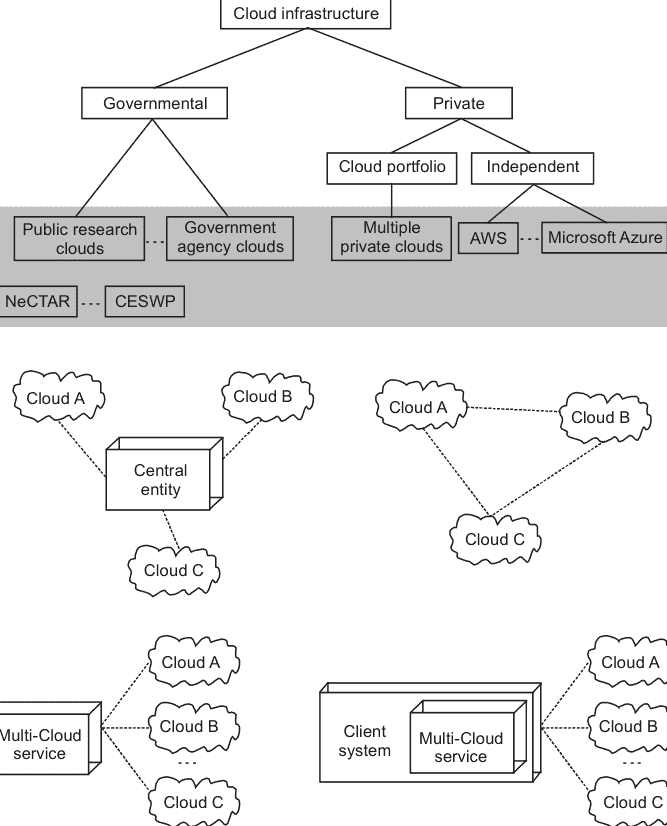 Cloud infrastructure
Governmental
Private
Cloud portfolio
Independent
Public research
clouds
---
Government
agency clouds
Multiple
private clouds
AWS
---
Microsoft Azure
NeCTAR
---
CESWP
Cloud A
Cloud B
Central
entity
Cloud C
Cloud A
Cloud B
Cloud C
Multi-Cloud
service
Cloud A
Cloud B
---
Cloud C
Client
system
Multi-Cloud
service
Cloud A
Cloud B
---
Cloud C